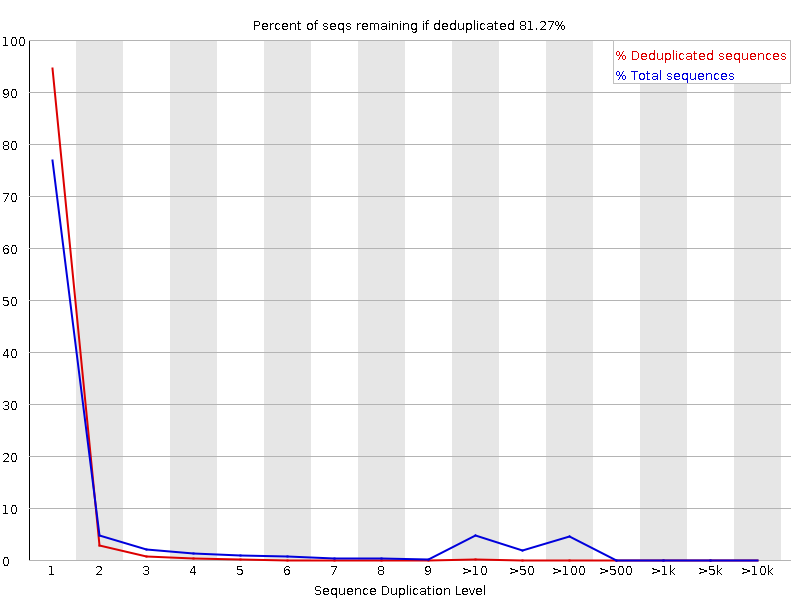 Percent of seqs remaining if deduplicated 81.27%
% Deduplicated sequences
% Total sequences
100
90
80
70
60
50
40
30
20
10
0
1 2 3 4 5 6 7 8 9 >10 >50 >100 >500 >1k >5k >10k
Sequence Duplication Level